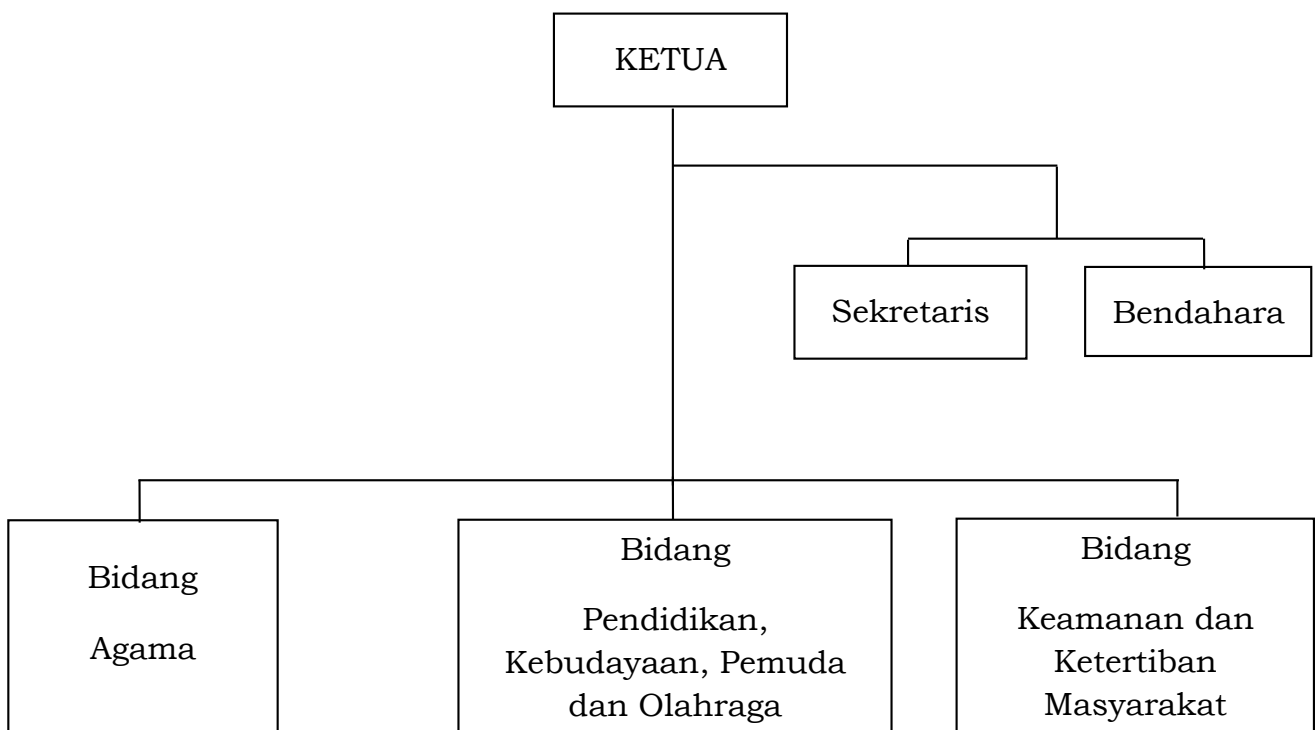 KETUA
Sekretaris
Bendahara
Bidang
Agama
Bidang
Pendidikan,
Kebudayaan, Pemuda
dan Olahraga
Bidang
Keamanan dan
Ketertiban
Masyarakat